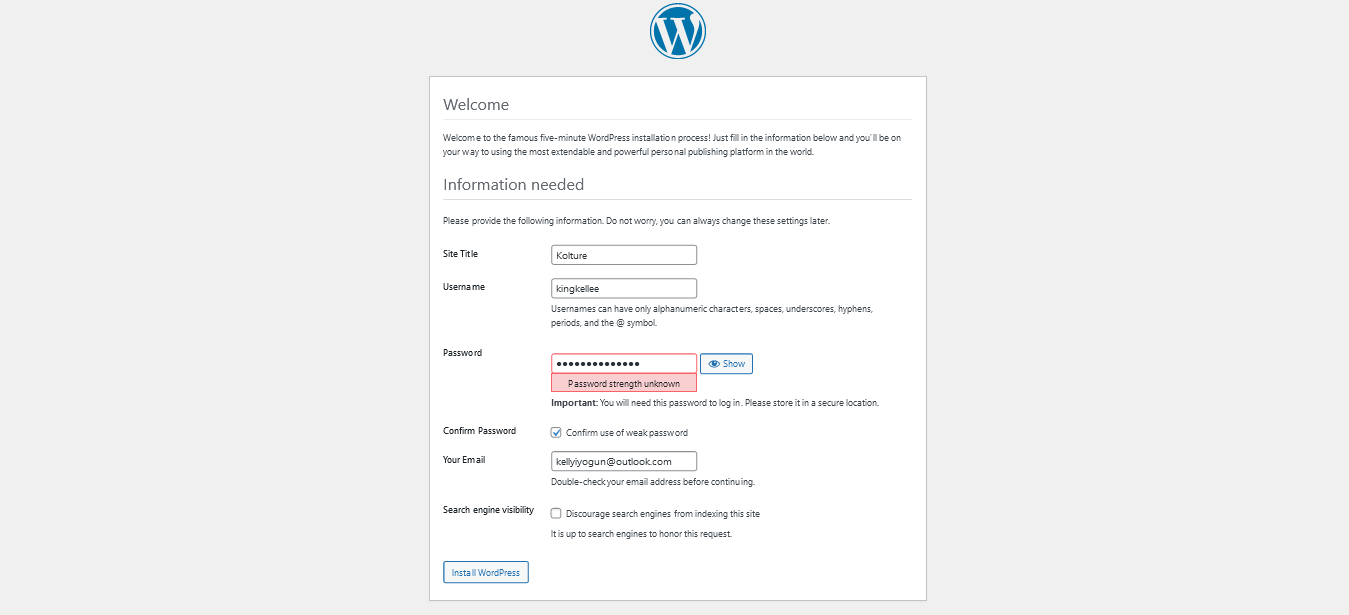 Welcome
Welcome to the famous five-minute WordPress installation process! Just fill in the information below and you'll be on
your way to using the most extendable and powerful personal publishing platform in the world.
Information needed
Please provide the following information. Do not worry, you can always change these settings later.
Site Title
Kolture
Username
kingkellee
Usernames can have only alphanumeric characters, spaces, underscores, hyphens,
periods, and the @ symbol.
Password
●●●●●●●●●●●●●●
Show
Password strength unknown
Important: You will need this password to log in. Please store it in a secure location.
Confirm Password
Confirm use of weak password
Your Email
kellyiyogun@outlook.com
Double-check your email address before continuing.
Search engine visibility
Discourage search engines from indexing this site
It is up to search engines to honor this request.
Install WordPress